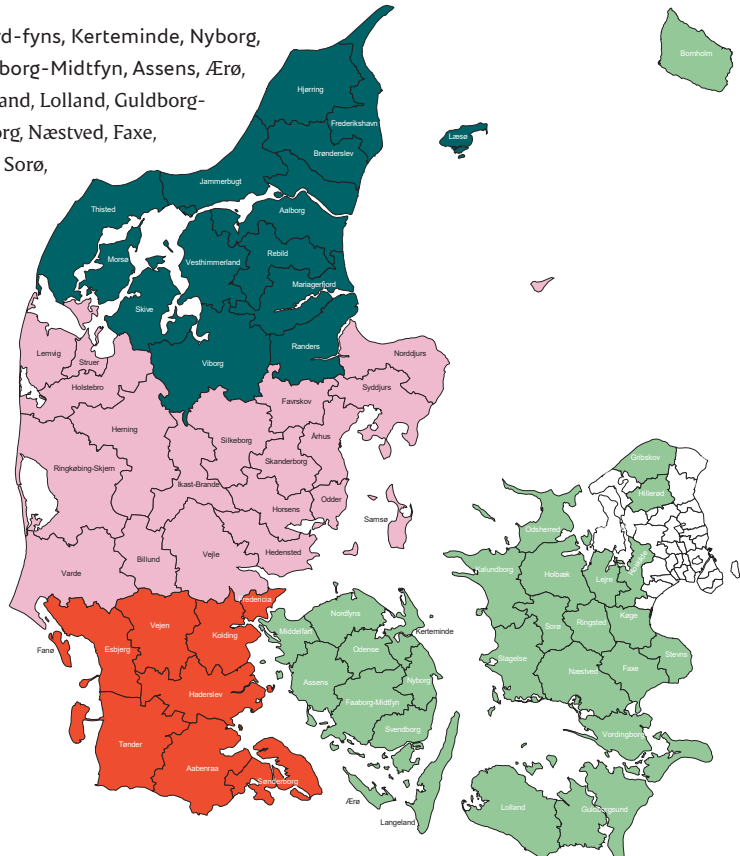 rd-fyns, Kerteminde, Nyborg,
borg-Midtfyn, Assens, Ærø,
and, Lolland, Guldborg-
org, Næstved, Faxe,
Sorø,
Bornholm
Hjørring
Frederikshavn
Læsø
Brønderslev
Jammerbugt
Thisted
Aalborg
Morsø
Vesthimmerland
Rebild
Mariagerfjord
Skive
Viborg
Randers
Lemvig
Struer
Norddjurs
Holstebro
Syddjurs
Favrskov
Herning
Silkeborg
Århus
Skanderborg
Ringkøbing-Skjern
Ikast-Brande
Horsens
Odder
Samsø
Hedensted
Varde
Billund
Vejle
Gribskov
Hillerød
Odsherred
Kalundborg
Holbæk
Lejre
Roskilde
Køge
Sorø
Ringsted
Slagelse
Næstved
Faxe
Stevns
Vordingborg
Lolland
Guldborgsund
Fredericia
Vejen
Kolding
Fanø
Esbjerg
Haderslev
Tønder
Aabenraa
Sønderborg
Nordfyns
Middelfart
Kerteminde
Odense
Assens
Nyborg
Faaborg-Midtfyn
Svendborg
Ærø
Langeland